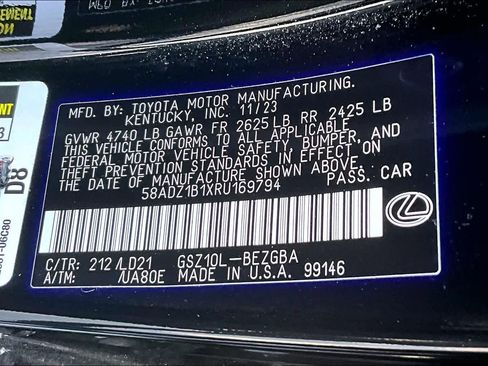 MFD. BY: TOYOTA MOTOR MANUFACTURING,
KENTUCKY, INC. 11/23
GVWR 4740 LB GAWR FR 2625 LB RR 2425 LB
THIS VEHICLE CONFORMS TO ALL APPLICABLE
FEDERAL MOTOR VEHICLE SAFETY, BUMPER, AND
THEFT PREVENTION STANDARDS IN EFFECT ON
THE DATE OF MANUFACTURE SHOWN ABOVE.
58ADZ1B1XRU169794 PASS. CAR
C/TR: 212/LD21 GSZ10L-BEZGBA
A/TM: /UA80E MADE IN U.S.A. 99146
D8